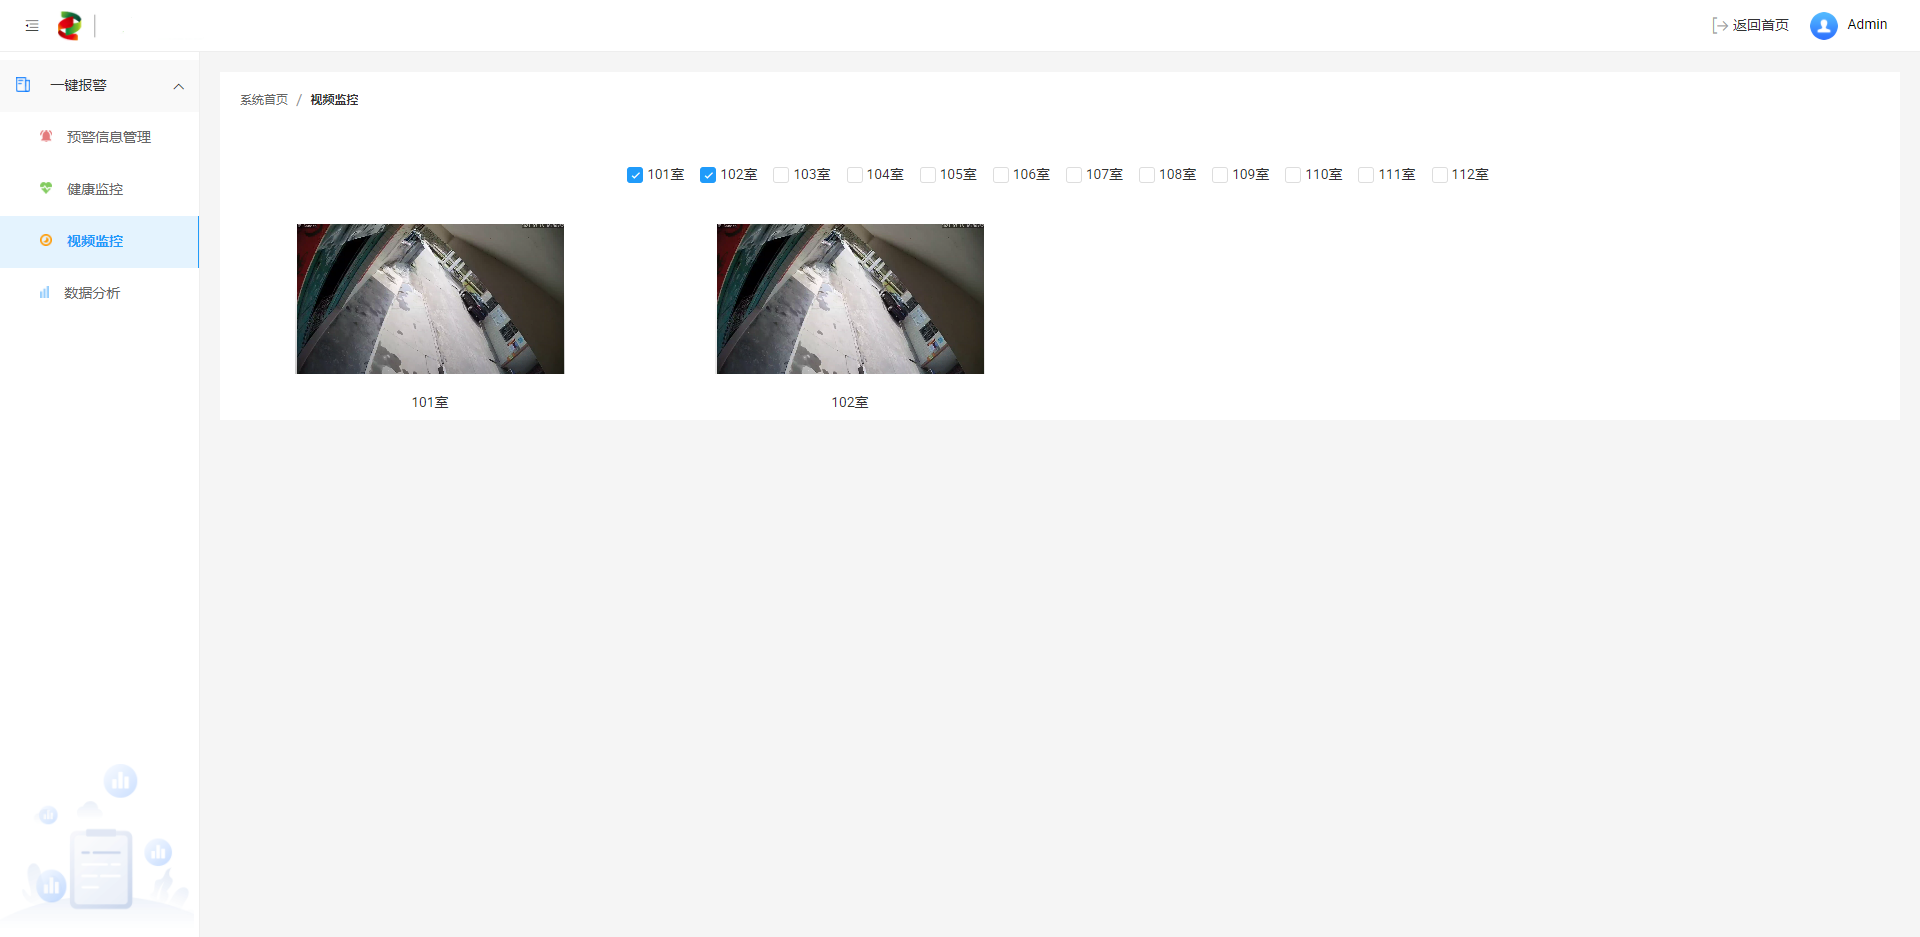 返回首页
Admin
一键报警
预警信息管理
健康监控
视频监控
数据分析
系统首页 / 视频监控
101室 102室 103室 104室 105室 106室 107室 108室 109室 110室 111室 112室
101室
102室